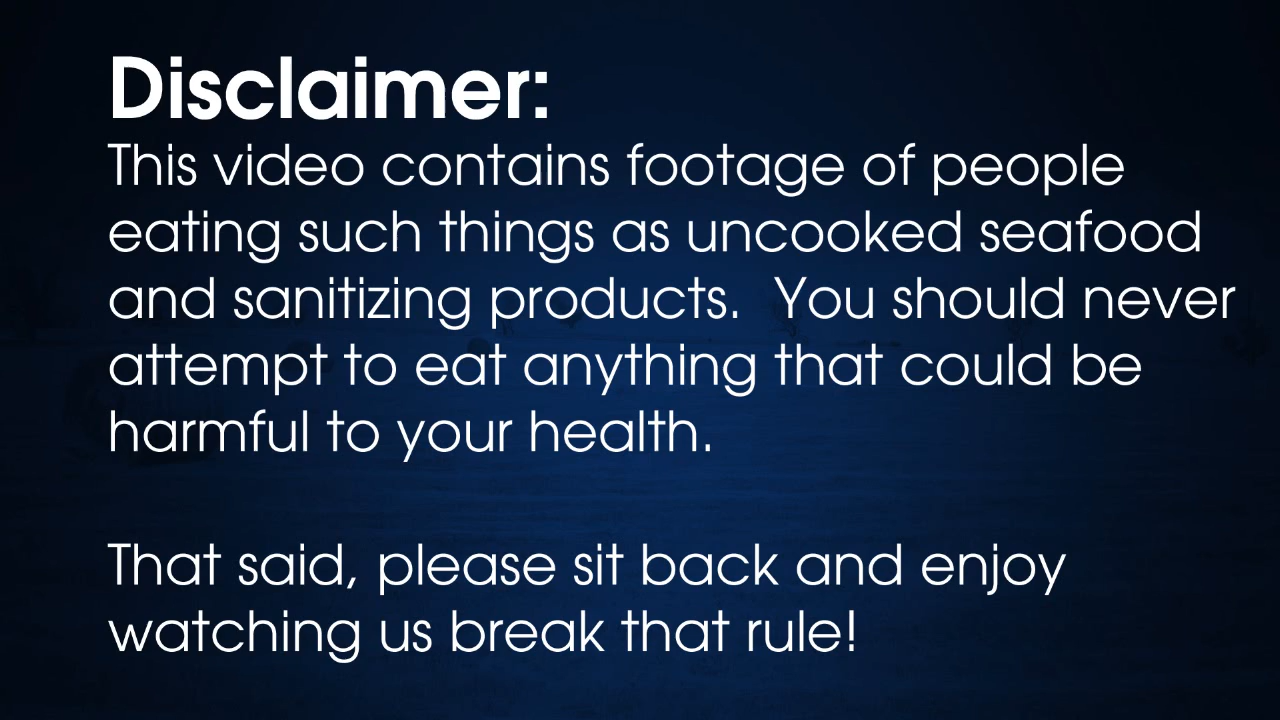 Disclaimer:
This video contains footage of people
eating such things as uncooked seafood
and sanitizing products.  You should never
attempt to eat anything that could be
harmful to your health.
That said, please sit back and enjoy
watching us break that rule!